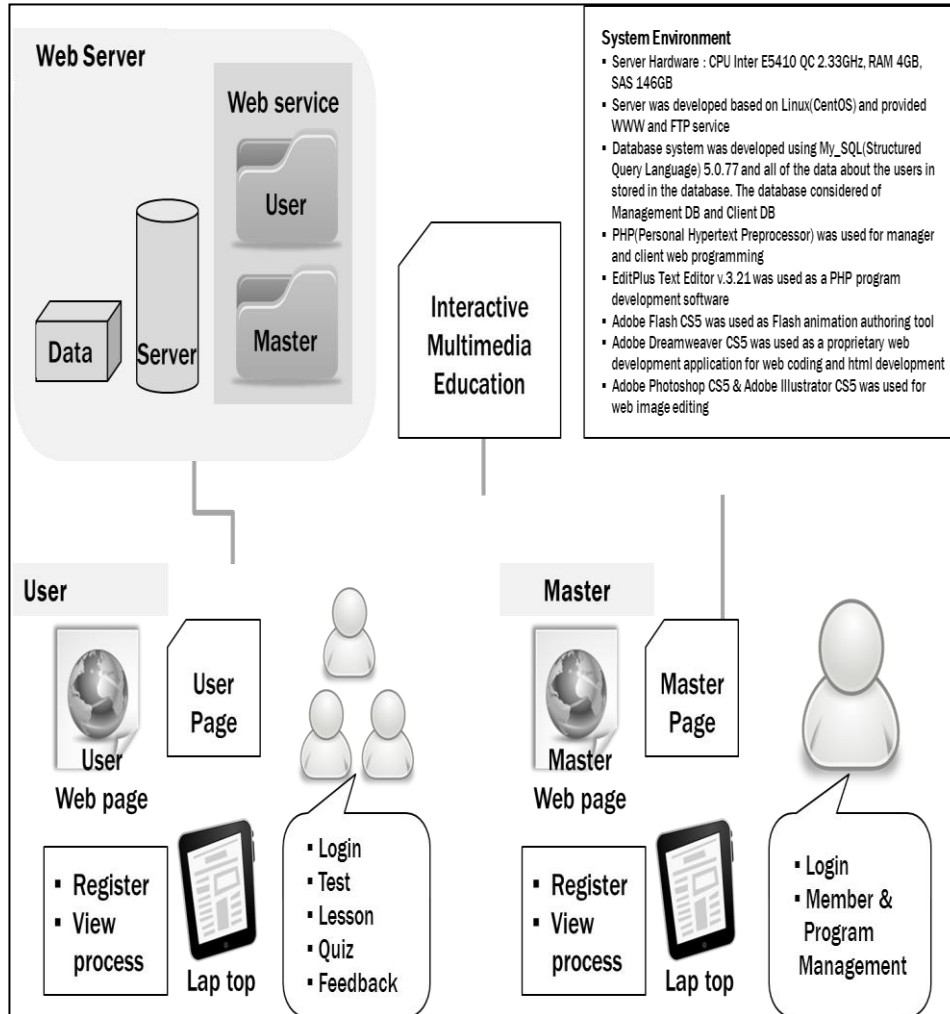 Web Server
Web service
User
Master
Data
Server
Interactive
Multimedia
Education
System Environment
▪ Server Hardware : CPU Inter E5410 QC 2.33GHz, RAM 4GB,
SAS 146GB
▪ Server was developed based on Linux(CentOS) and provided
WWW and FTP service
▪ Database system was developed using My_SQL(Structured
Query Language) 5.0.77 and all of the data about the users in
stored in the database. The database considered of
Management DB and Client DB
▪ PHP(Personal Hypertext Preprocessor) was used for manager
and client web programming
▪ EditPlus Text Editor v.3.21 was used as a PHP program
development software
▪ Adobe Flash CS5 was used as Flash animation authoring tool
▪ Adobe Dreamweaver CS5 was used as a proprietary web
development application for web coding and html development
▪ Adobe Photoshop CS5 & Adobe Illustrator CS5 was used for
web image editing
User
User
Web page
User
Page
▪ Register
▪ View
process
Lap top
▪ Login
▪ Test
▪ Lesson
▪ Quiz
▪ Feedback
Master
Master
Web page
Master
Page
▪ Register
▪ View
process
Lap top
▪ Login
▪ Member &
Program
Management